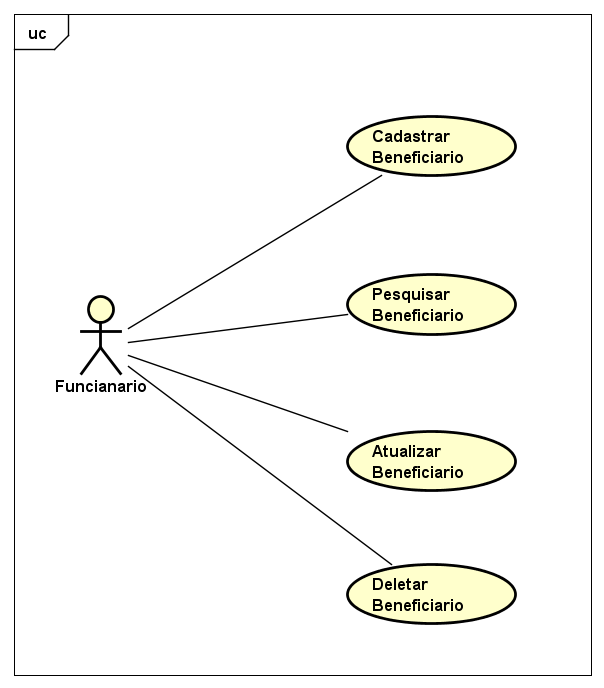 uc
Cadastrar
Beneficiario
Pesquisar
Beneficiario
Funcianario
Atualizar
Beneficiario
Deletar
Beneficiario